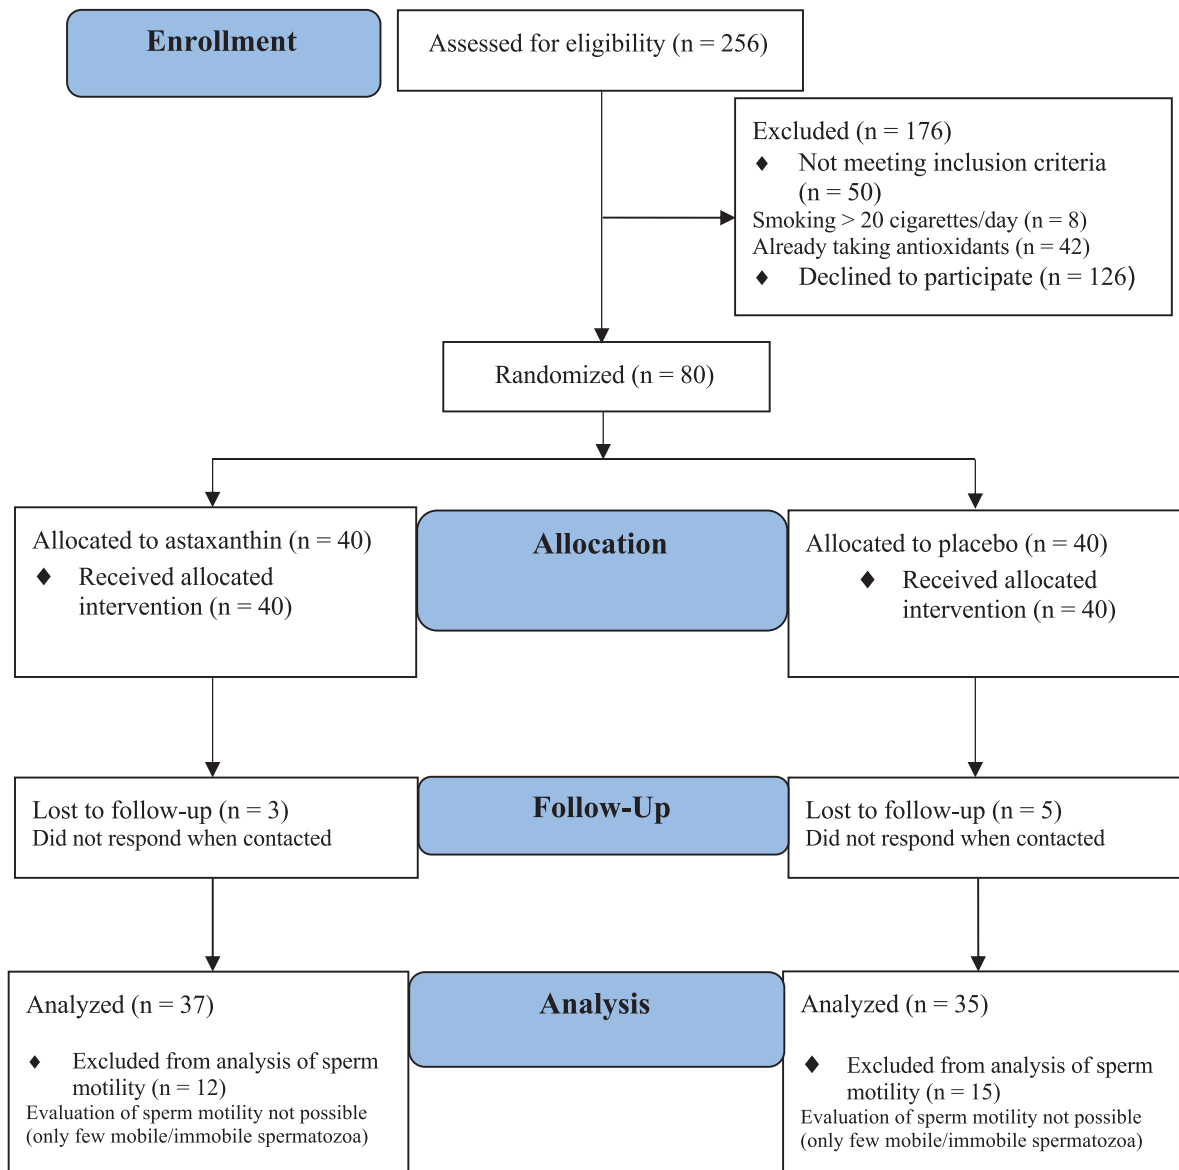 Enrollment
Assessed for eligibility (n = 256)
Excluded (n = 176)
♦ Not meeting inclusion criteria
(n = 50)
Smoking > 20 cigarettes/day (n = 8)
Already taking antioxidants (n = 42)
♦ Declined to participate (n = 126)
Randomized (n = 80)
Allocated to astaxanthin (n = 40)
♦ Received allocated
intervention (n = 40)
Allocation
Allocated to placebo (n = 40)
♦ Received allocated
intervention (n = 40)
Lost to follow-up (n = 3)
Did not respond when contacted
Follow-Up
Lost to follow-up (n = 5)
Did not respond when contacted
Analyzed (n = 37)
♦ Excluded from analysis of sperm
motility (n = 12)
Evaluation of sperm motility not possible
(only few mobile/immobile spermatozoa)
Analysis
Analyzed (n = 35)
♦ Excluded from analysis of sperm
motility (n = 15)
Evaluation of sperm motility not possible
(only few mobile/immobile spermatozoa)